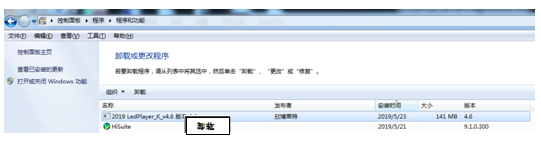 控制面板 ▸ 程序 ▸ 程序和功能
文件(F) 编辑(E) 查看(V) 工具(T) 帮助(H)
控制面板主页
查看已安装的更新
打开或关闭 Windows 功能
卸载或更改程序
若要卸载程序，请从列表中将其选中，然后单击“卸载”、“更改”或“修复”。
组织 卸载
名称 发布者 安装时间 大小 版本
2019 LedPlayer_K_v4.6 版 欣博莱特 2019/5/23 141 MB 4.6
HiSuite 2019/5/21 9.1.0.300
卸载